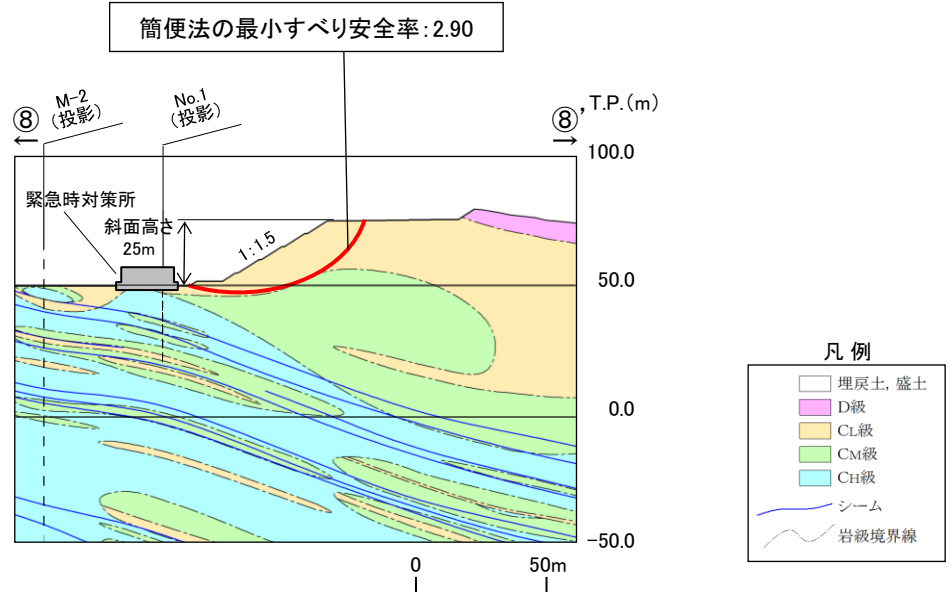 簡便法の最小すべり安全率:2.90
M-2
(投影)
No.1
(投影)
⑧
←
⑧'
→
T.P.(m)
100.0
緊急時対策所
斜面高さ
25m
1:1.5
50.0
0.0
-50.0
0
50m
凡例
埋戻土, 盛土
D級
CL級
CM級
CH級
シーム
岩級境界線